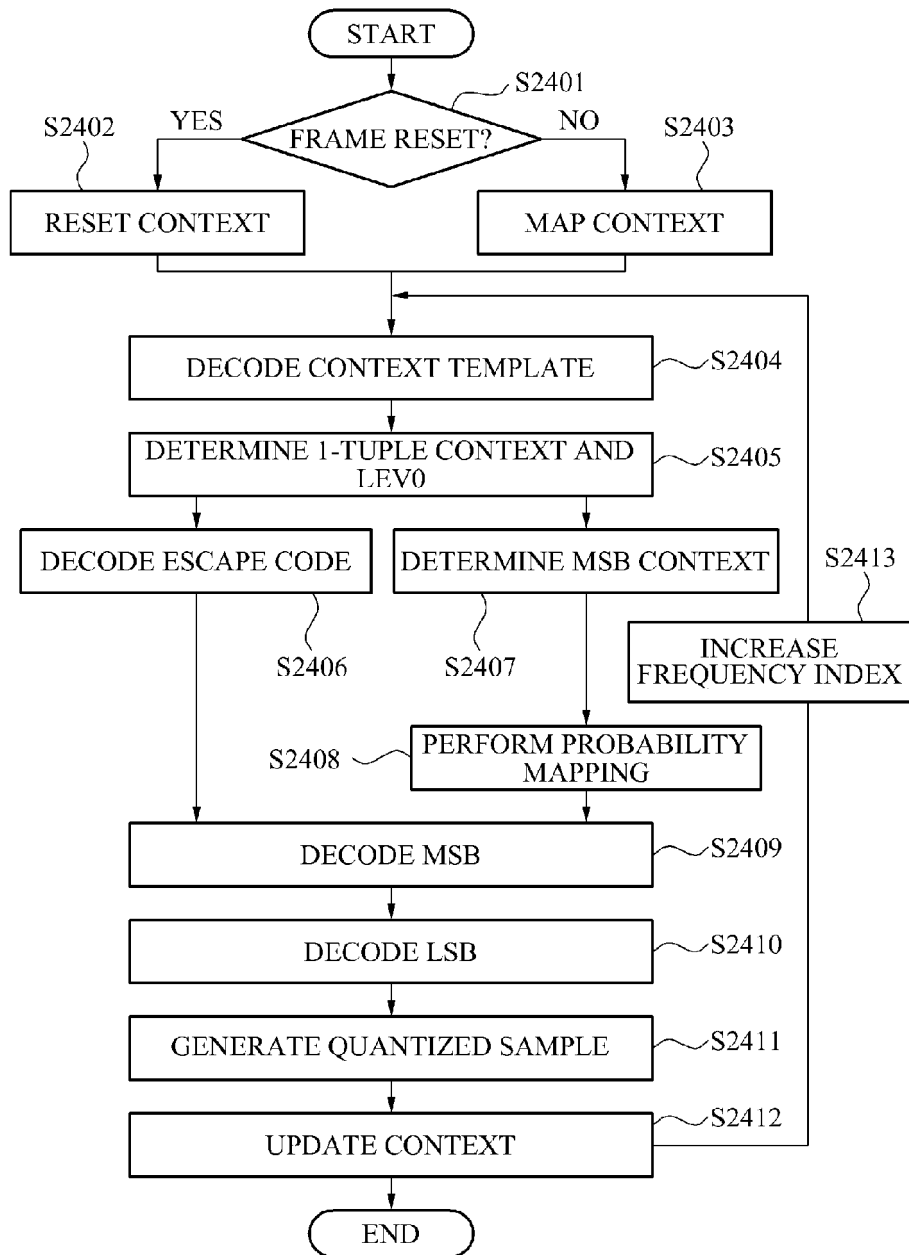 START
S2401
S2402
YES
FRAME RESET?
NO
S2403
RESET CONTEXT
MAP CONTEXT
DECODE CONTEXT TEMPLATE
S2404
DETERMINE 1-TUPLE CONTEXT AND
LEV0
S2405
DECODE ESCAPE CODE
DETERMINE MSB CONTEXT
S2413
S2406
S2407
INCREASE
FREQUENCY INDEX
S2408
PERFORM PROBABILITY
MAPPING
DECODE MSB
S2409
DECODE LSB
S2410
GENERATE QUANTIZED SAMPLE
S2411
UPDATE CONTEXT
S2412
END